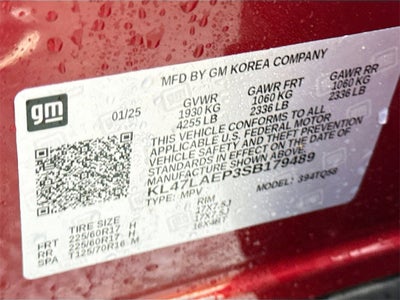 MFD BY GM KOREA COMPANY
gm
01/25
GVWR GAWR FRT GAWR RR
1930 KG 1060 KG 1060 KG
4255 LB 2336 LB 2336 LB
THIS VEHICLE CONFORMS TO ALL
APPLICABLE U.S. FEDERAL MOTOR
VEHICLE SAFETY AND THEFT PREVENTION
STANDARDS IN EFFECT ON THE DATE OF
MANUFACTURE SHOWN ABOVE.
KL47LAEP3SB179489
TYPE: MPV MODEL: 394TQ58
RIM
FRT 225/60R17 H
RR 225/60R17 H
SPA T125/70R16 M 16X4BT